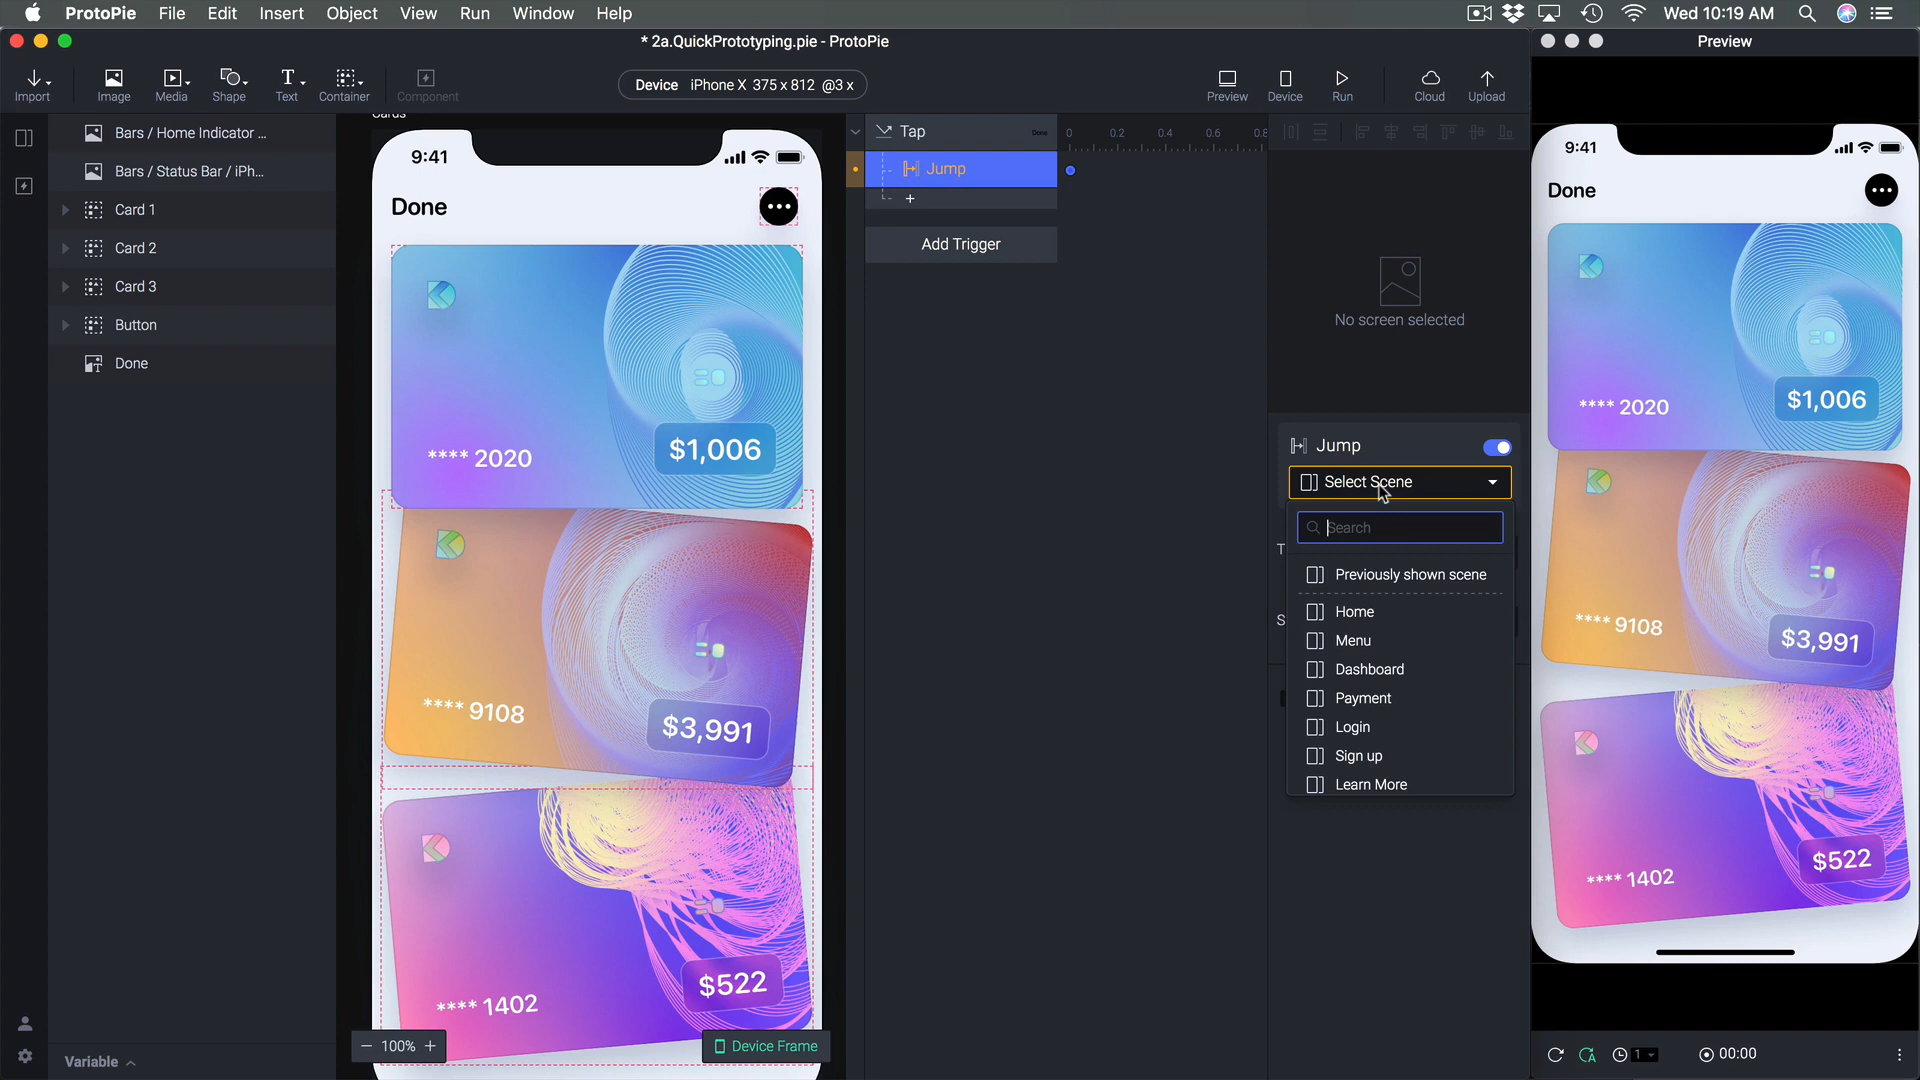 ProtoPie File Edit Insert Object View Run Window Help Wed 10:19 AM
* 2a.QuickPrototyping.pie - ProtoPie
Preview
Import Image Media Shape Text Container Component
Device iPhone X 375 x 812 @3 x
Preview Device Run Cloud Upload
Bars / Home Indicator ...
Bars / Status Bar / iPh...
Card 1
Card 2
Card 3
Button
Done
Variable
Cards
9:41
Done
**** 2020
$1,006
**** 9108
$3,991
**** 1402
$522
100%
Device Frame
Tap Done
0 0.2 0.4 0.6 0.8
Jump
+
Add Trigger
No screen selected
Jump
Select Scene
Search
T
S
Previously shown scene
Home
Menu
Dashboard
Payment
Login
Sign up
Learn More
9:41
Done
**** 2020
$1,006
**** 9108
$3,991
**** 1402
$522
1
00:00